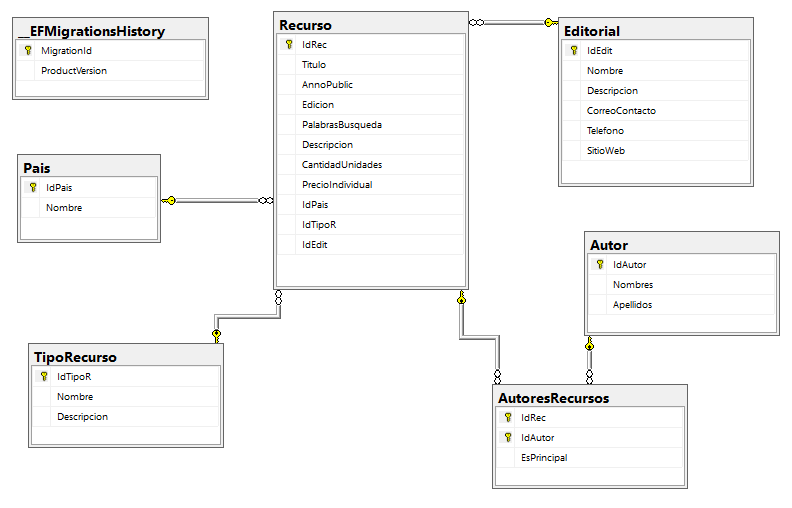 __EFMigrationsHistory
MigrationId
ProductVersion
Recurso
IdRec
Titulo
AnnoPublic
Edicion
PalabrasBusqueda
Descripcion
CantidadUnidades
PrecioIndividual
IdPais
IdTipoR
IdEdit
Editorial
IdEdit
Nombre
Descripcion
CorreoContacto
Telefono
SitioWeb
Pais
IdPais
Nombre
Autor
IdAutor
Nombres
Apellidos
TipoRecurso
IdTipoR
Nombre
Descripcion
AutoresRecursos
IdRec
IdAutor
EsPrincipal